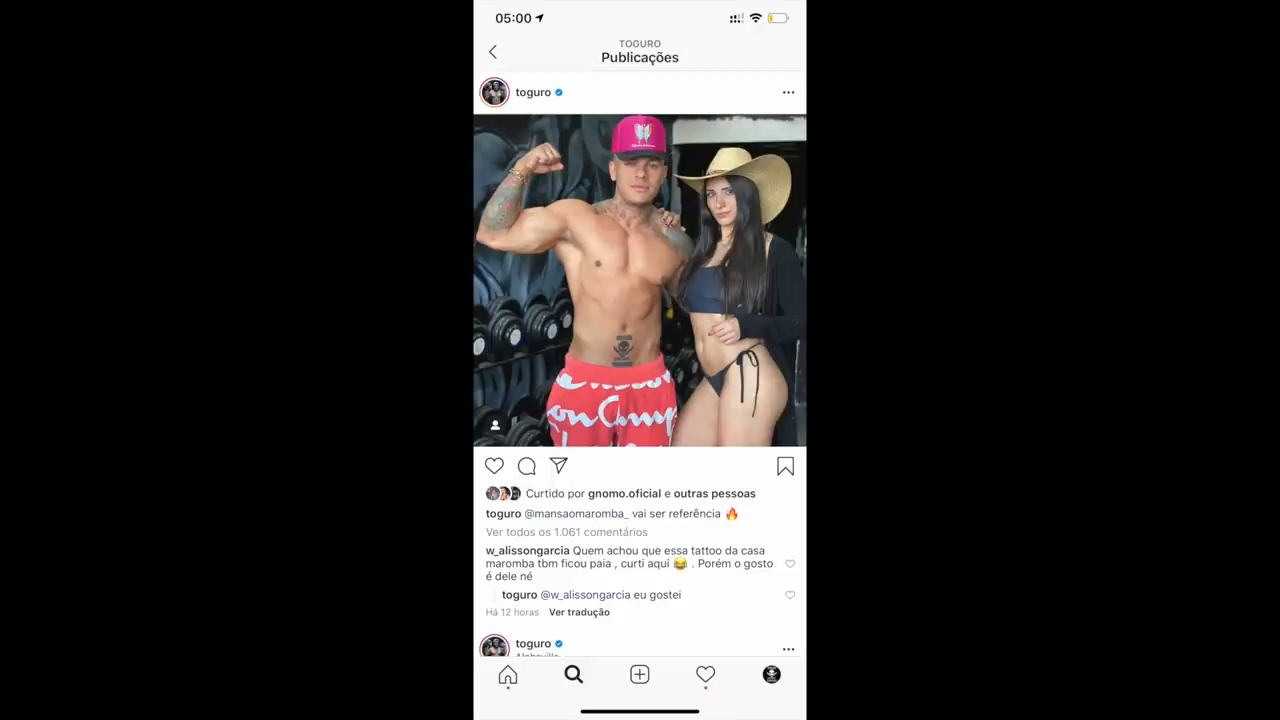 05:00
TOGURO
Publicações
toguro
on Camp
Curtido por gnomo.oficial e outras pessoas
toguro @mansaomaromba_ vai ser referência 🔥
Ver todos os 1.061 comentários
w_alissongarcia Quem achou que essa tattoo da casa
maromba tbm ficou paia , curti aqui 😂 . Porém o gosto
é dele né
toguro @w_alissongarcia eu gostei
Há 12 horas Ver tradução
toguro